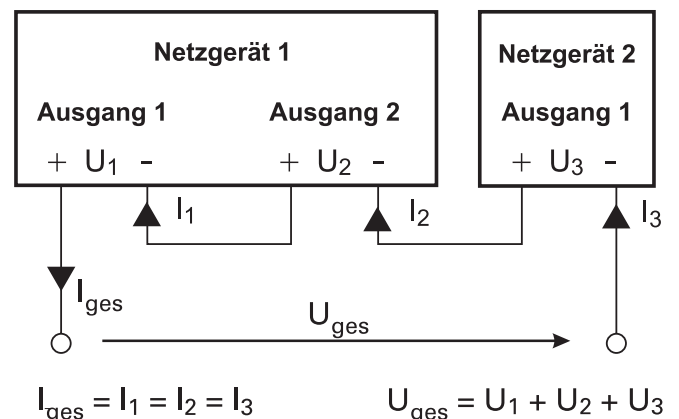 Netzgerät 1
Netzgerät 2
Ausgang 1
Ausgang 2
Ausgang 1
+ U1 -
+ U2 -
+ U3 -
I1
I2
I3
Iges
Uges
Iges = I1 = I2 = I3
Uges = U1 + U2 + U3